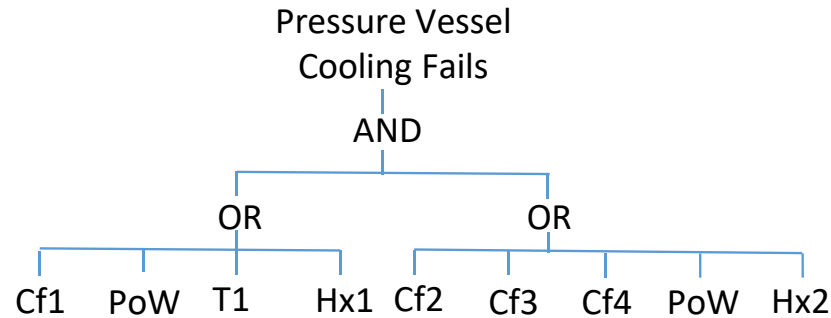 Pressure Vessel
Cooling Fails
AND
OR OR
Cf1 PoW T1 Hx1 Cf2 Cf3 Cf4 PoW Hx2